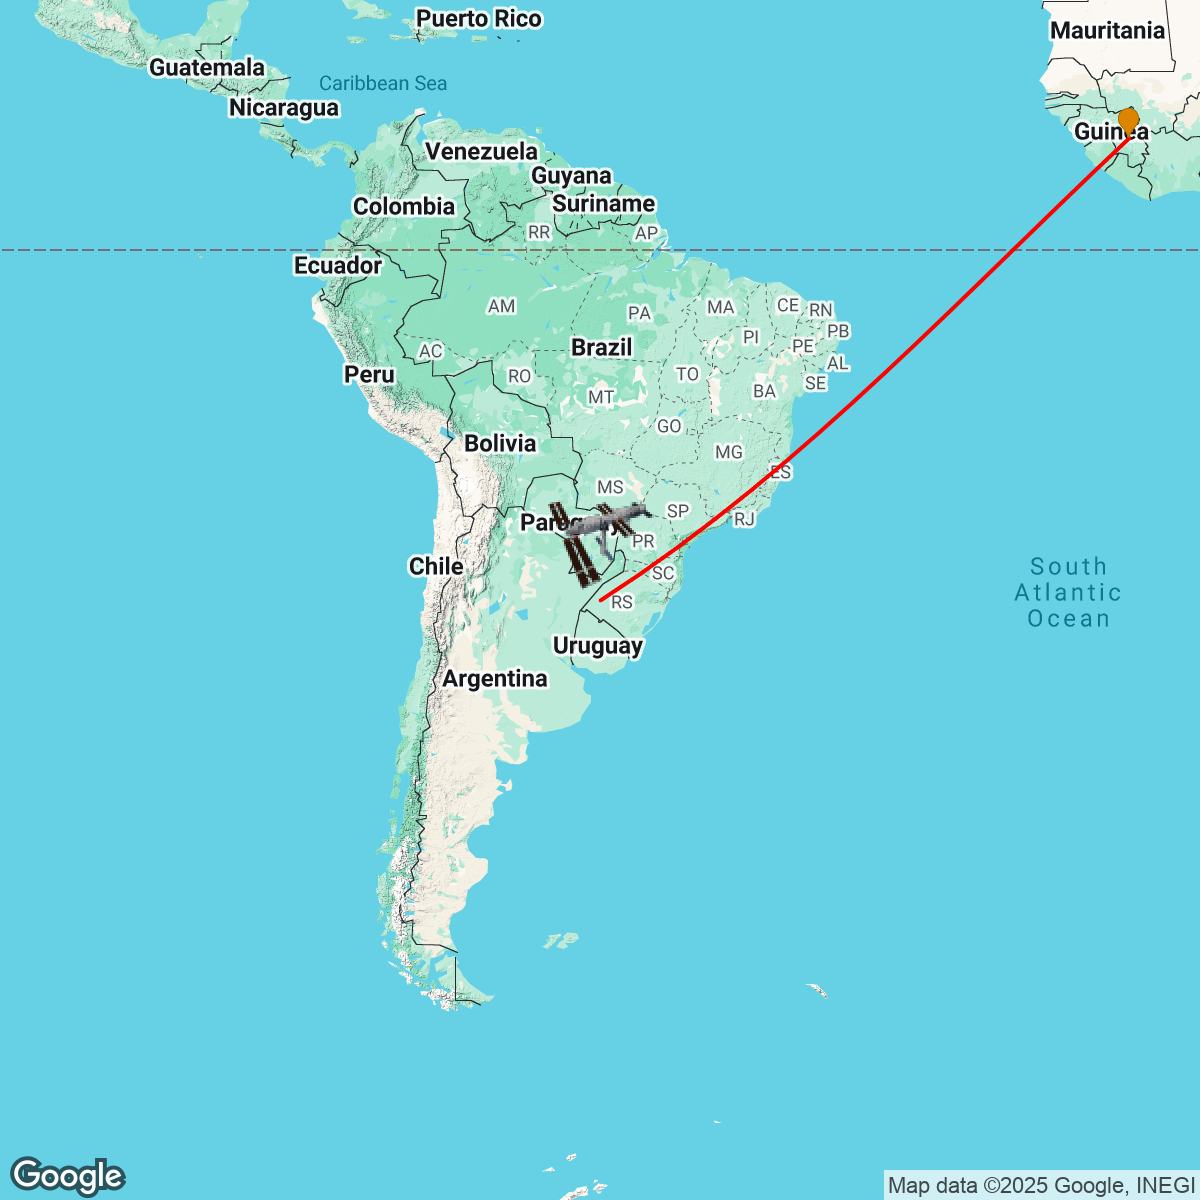 Puerto Rico
Mauritania
Guatemala
Caribbean Sea
Nicaragua
Guinea
Venezuela
Guyana
Colombia
Suriname
RR
AP
Ecuador
AM
PA
MA
CE
RN
PB
PI
PE
AL
Brazil
AC
Peru
RO
TO
SE
MT
BA
GO
Bolivia
MG
ES
MS
SP
RJ
Paraguay
PR
Chile
SC
South
Atlantic
Ocean
RS
Uruguay
Argentina
Google
Map data ©2025 Google, INEGI